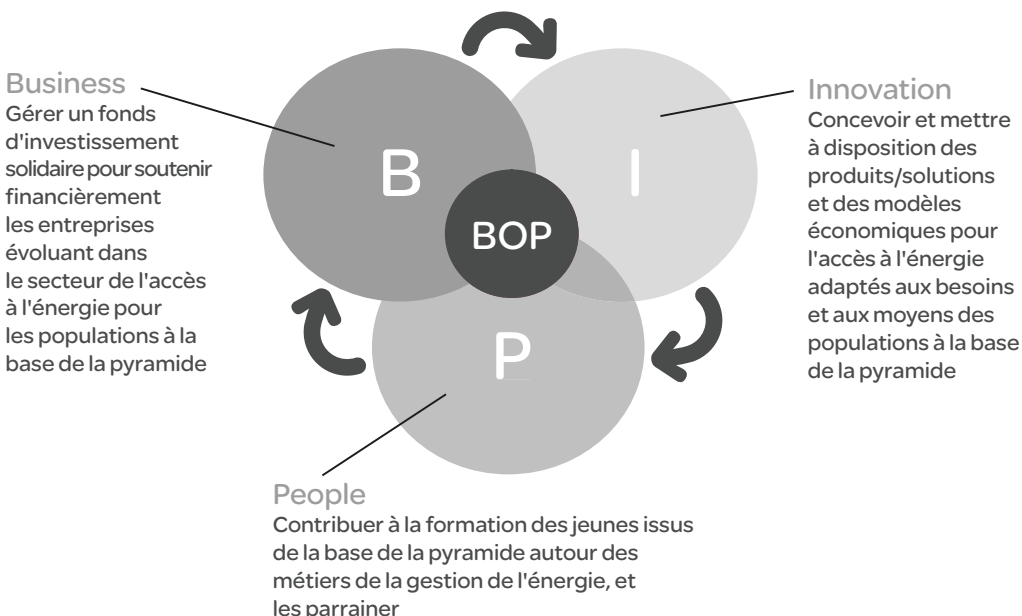 Business
Gérer un fonds
d'investissement
solidaire pour soutenir
financièrement
les entreprises
évoluant dans
le secteur de l'accès
à l'énergie pour
les populations à la
base de la pyramide
B
I
BOP
P
Innovation
Concevoir et mettre
à disposition des
produits/solutions
et des modèles
économiques pour
l'accès à l'énergie
adaptés aux besoins
et aux moyens des
populations à la base
de la pyramide
People
Contribuer à la formation des jeunes issus
de la base de la pyramide autour des
métiers de la gestion de l'énergie, et
les parrainer